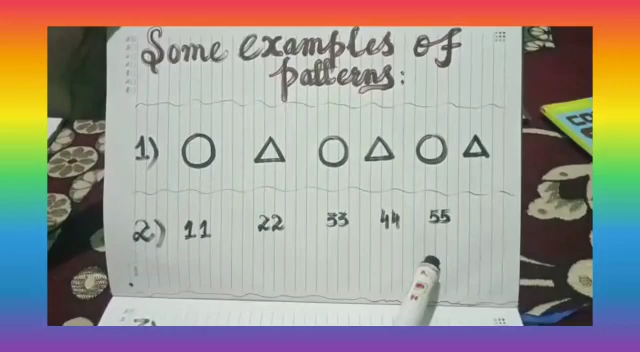 Some examples of
patterns:
1) ○ △ ○ △ ○ △
2) 11 22 33 44 55